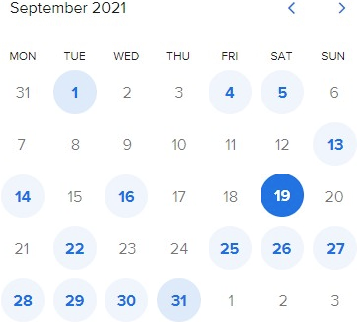 September 2021
MON TUE WED THU FRI SAT SUN
31 1 2 3 4 5 6
7 8 9 10 11 12 13
14 15 16 17 18 19 20
21 22 23 24 25 26 27
28 29 30 31 1 2 3